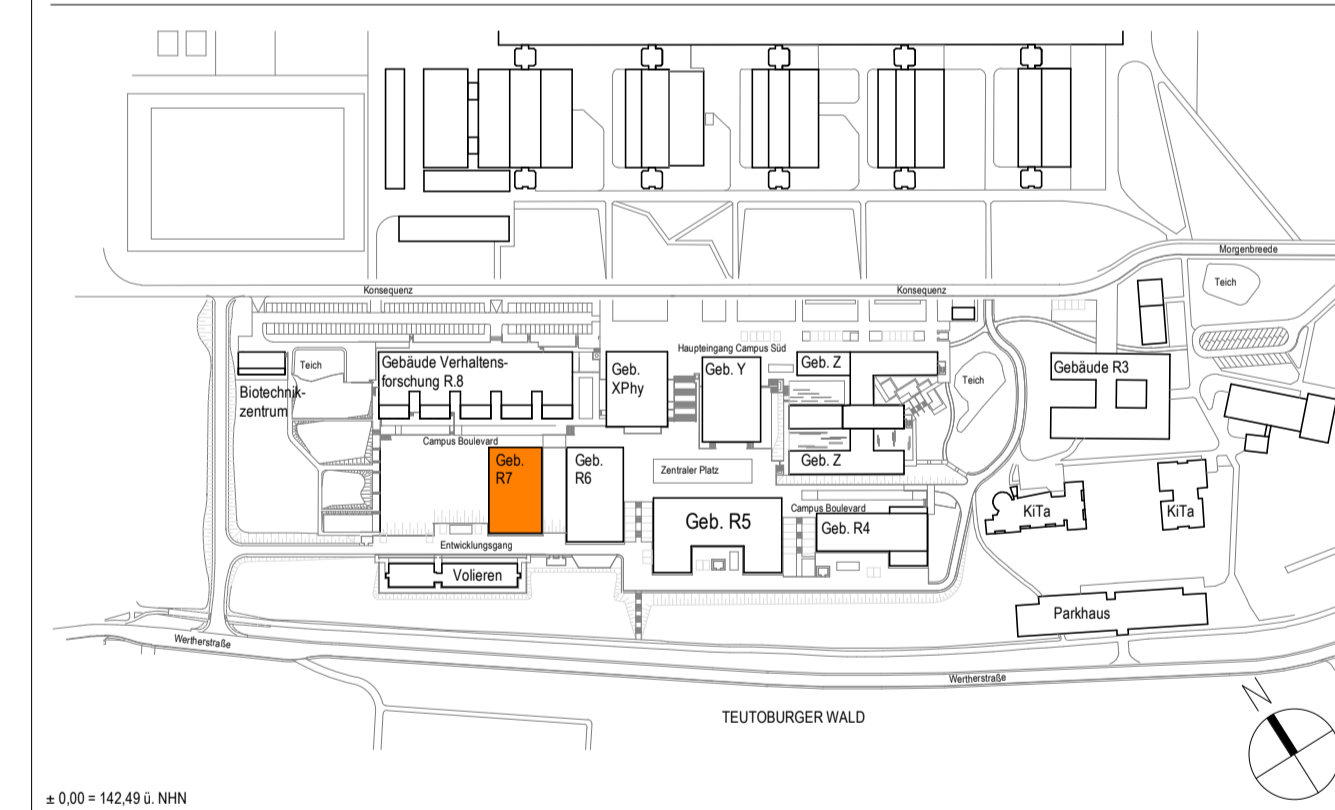 Morgenbreede
Teich
Konsequenz
Konsequenz
Haupteingang Campus Süd
Teich
Gebäude Verhaltens-
forschung R.8
Geb.
XPhy
Geb. Y
Geb. Z
Gebäude R3
Biotechnik-
zentrum
Teich
Campus Boulevard
Geb.
R7
Geb.
R6
Zentraler Platz
Geb. Z
Campus Boulevard
Geb. R5
Geb. R4
KiTa
KiTa
Entwicklungsgang
Volieren
Parkhaus
Wertherstraße
Wertherstraße
TEUTOBURGER WALD
N
± 0,00 = 142,49 ü. NHN